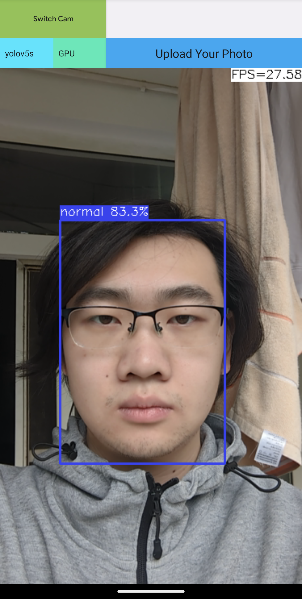 Switch Cam
yolov5s
GPU
Upload Your Photo
FPS=27.58
normal 83.3%